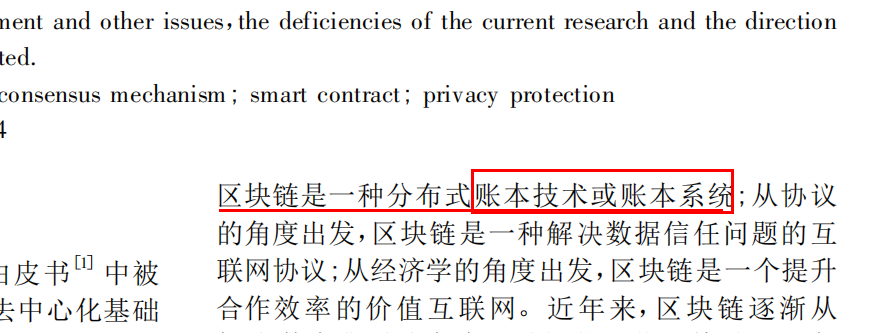 ment and other issues, the deficiencies of the current research and the direction
ted.
consensus mechanism; smart contract; privacy protection
4
区块链是一种分布式账本技术或账本系统;从协议
的角度出发,区块链是一种解决数据信任问题的互
联网协议;从经济学的角度出发,区块链是一个提升
合作效率的价值互联网。近年来,区块链逐渐从
白皮书[1]中被
去中心化基础